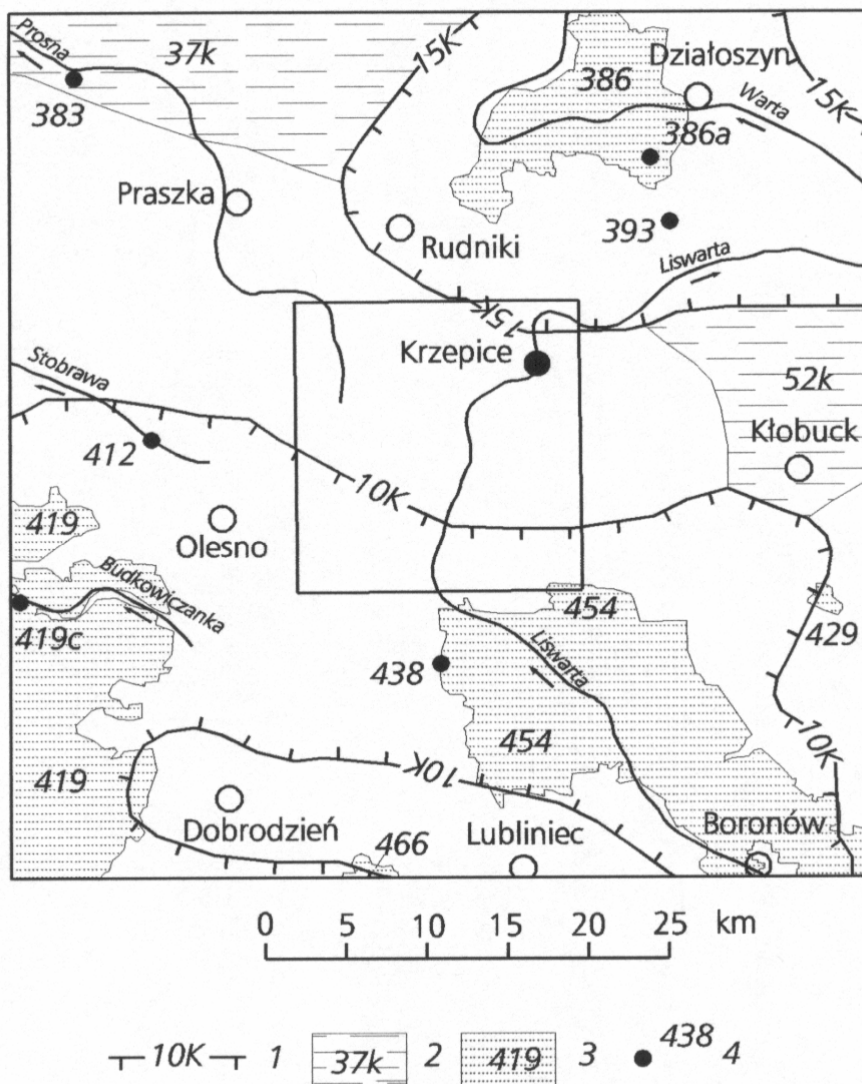 Prosna
37k
15K
386
Działoszyn
15K
383
Warta
386a
Praszka
393
Rudniki
Liswarta
15K
Krzepice
Stobrawa
52k
412
Kłobuck
10K
419
Olesno
Budkowiczanka
454
419c
429
438
Liswarta
454
10K
10K
419
Dobrodzień
Lubliniec
Boronów
466
0 5 10 15 20 25 km
10K 1 37k 2 419 3 438 4